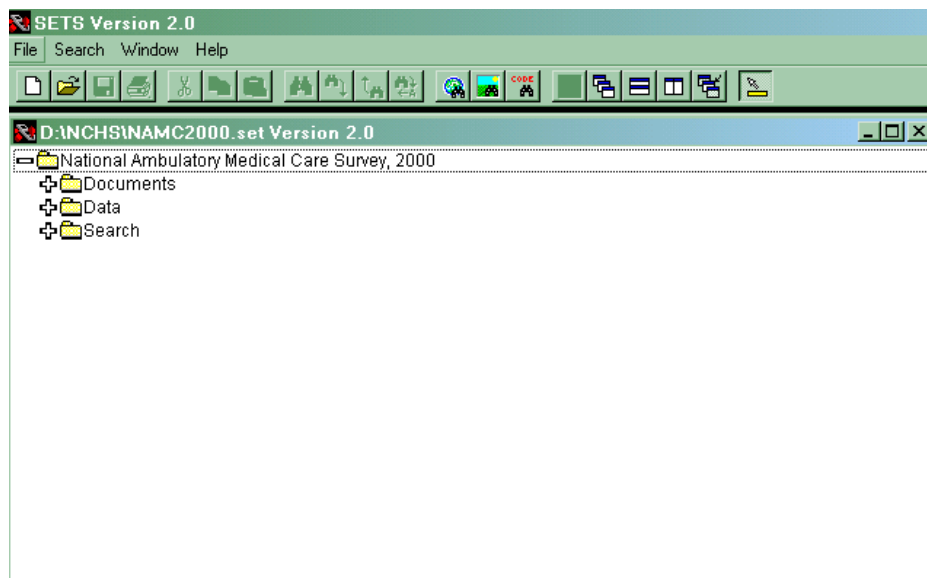 SETS Version 2.0
File Search Window Help
CODE
D:\NCHS\NAMC2000.set Version 2.0
National Ambulatory Medical Care Survey, 2000
Documents
Data
Search